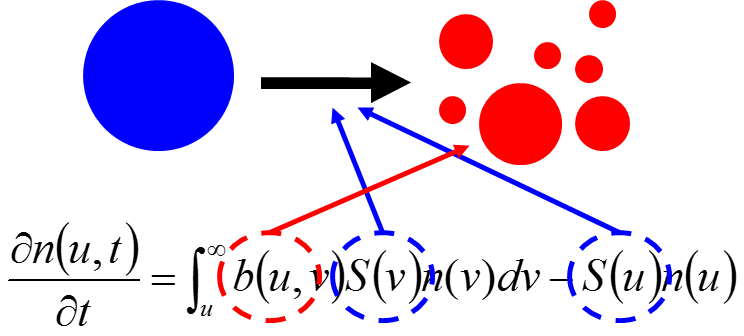 ∂n(u,t)/∂t = ∫_u^∞ b(u,v)S(v)n(v)dv − S(u)n(u)